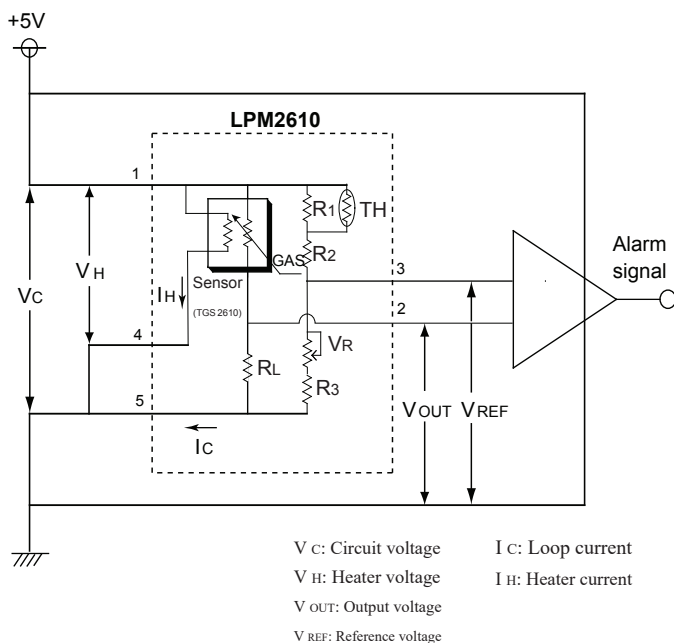 +5V
LPM2610
1
R1
TH
R2
GAS
3
Alarm
signal
VH
IH
Sensor
(TGS 2610)
VC
2
4
VR
RL
R3
5
VOUT
VREF
IC
V C: Circuit voltage
I C: Loop current
V H: Heater voltage
I H: Heater current
V OUT: Output voltage
V REF: Reference voltage